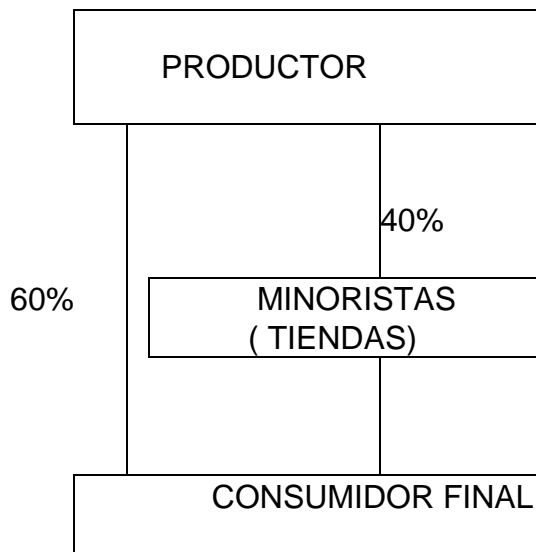 PRODUCTOR
40%
60%
MINORISTAS
( TIENDAS)
CONSUMIDOR FINAL